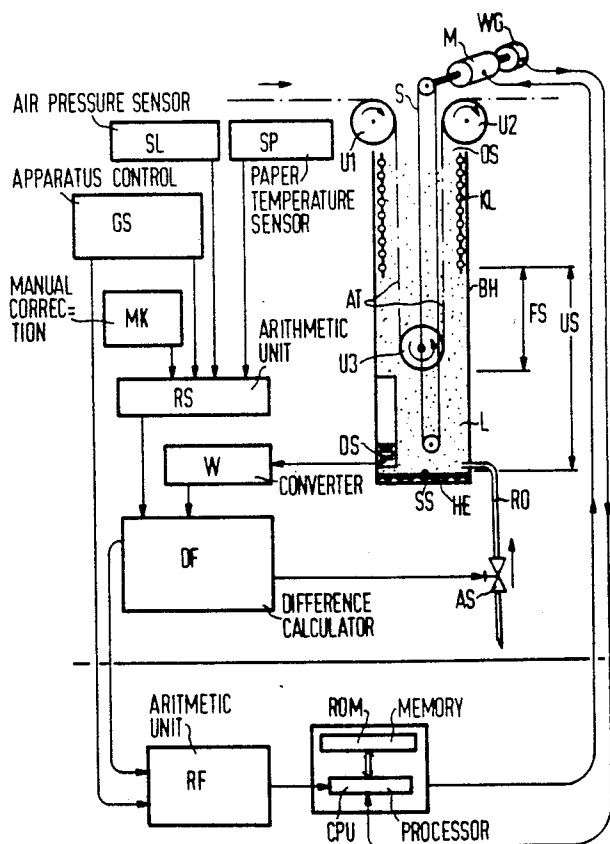 WG
M
S
AIR PRESSURE SENSOR
SL
SP
U1
U2
OS
PAPER
TEMPERATURE
SENSOR
KL
APPARATUS CONTROL
GS
MANUAL
CORREC=
TION
MK
AT
BH
FS
US
ARITHMETIC
UNIT
U3
RS
L
DS
W
CONVERTER
SS
HE
RO
DF
AS
DIFFERENCE
CALCULATOR
ARITMETIC
UNIT
ROM
MEMORY
RF
CPU
PROCESSOR